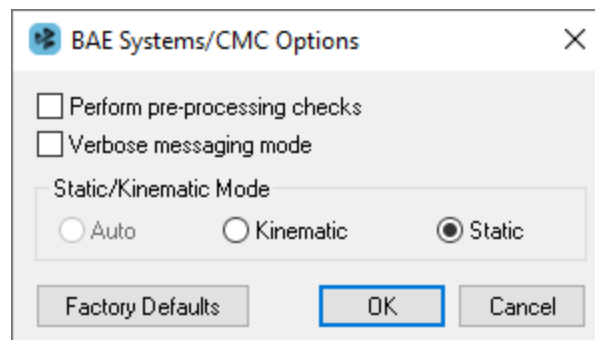 BAE Systems/CMC Options
Perform pre-processing checks
Verbose messaging mode
Static/Kinematic Mode
Auto Kinematic Static
Factory Defaults OK Cancel